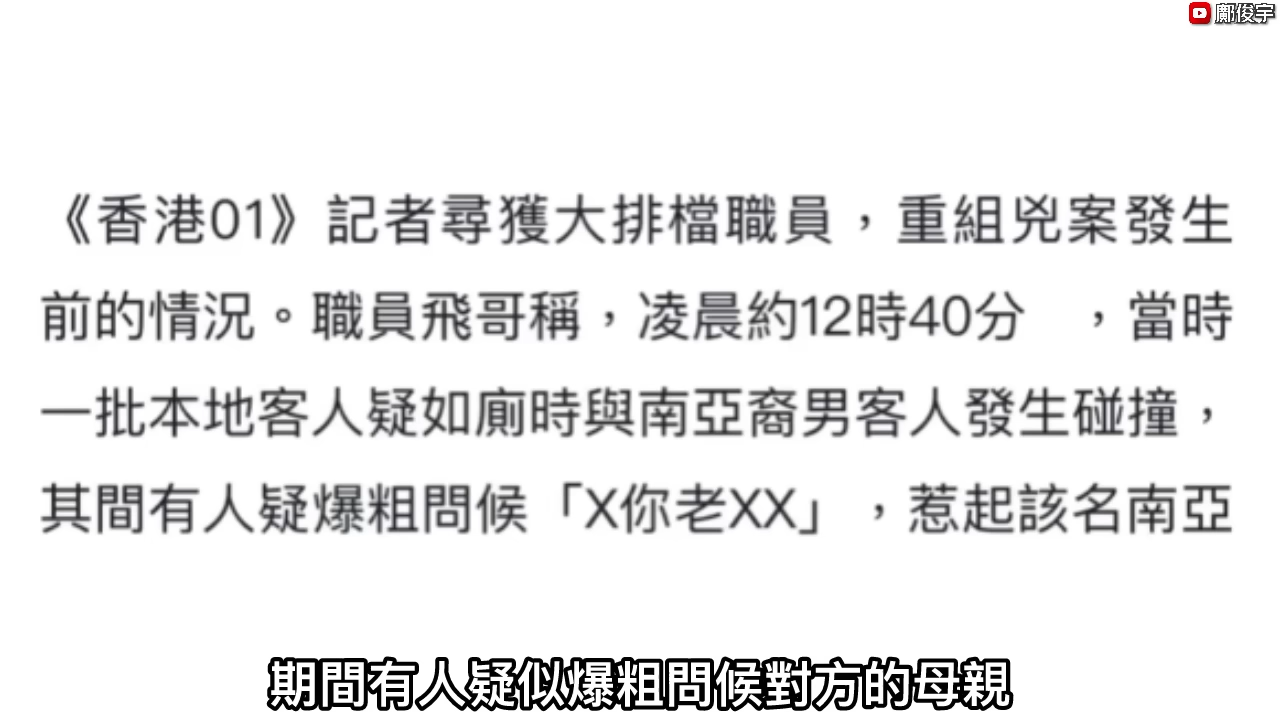 鄺俊宇
《香港01》記者尋獲大排檔職員，重組兇案發生
前的情況。職員飛哥稱，凌晨約12時40分　，當時
一批本地客人疑如廁時與南亞裔男客人發生碰撞，
其間有人疑爆粗問候「X你老XX」，惹起該名南亞
期間有人疑似爆粗問候對方的母親